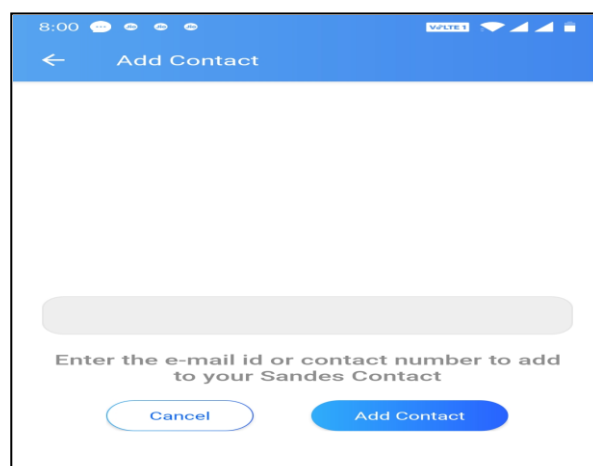 8:00
VoLTE 1
Add Contact
Enter the e-mail id or contact number to add
to your Sandes Contact
Cancel
Add Contact